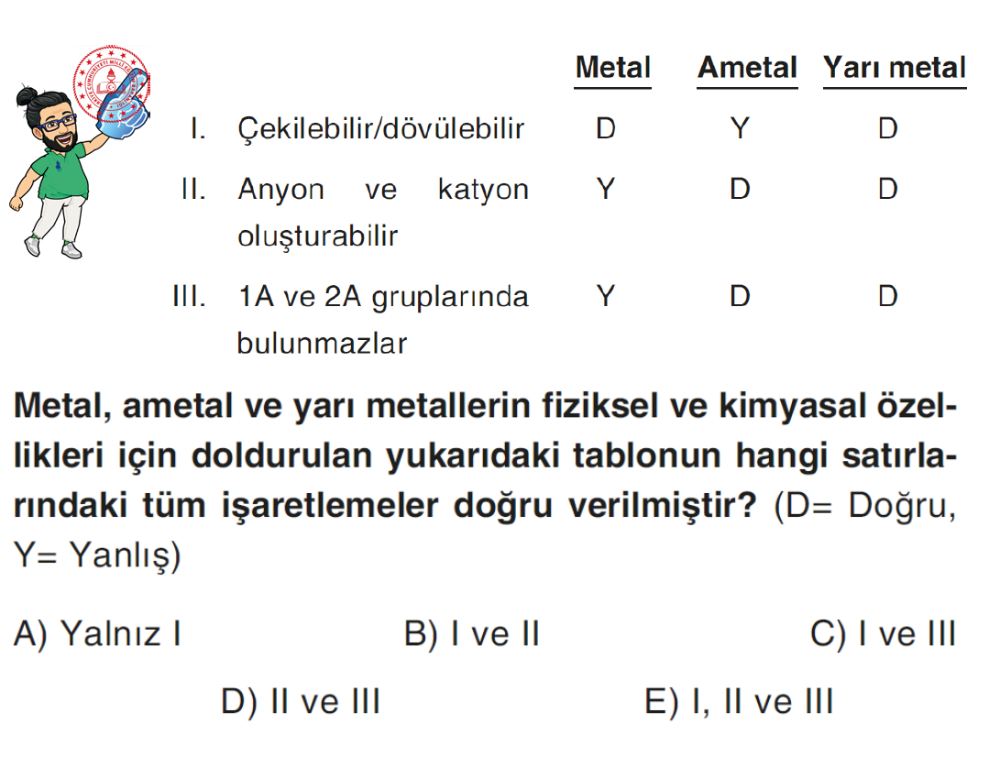 Metal Ametal Yarı metal
I. Çekilebilir/dövülebilir D Y D
II. Anyon ve katyon Y D D
oluşturabilir
III. 1A ve 2A gruplarında Y D D
bulunmazlar
Metal, ametal ve yarı metallerin fiziksel ve kimyasal özel-
likleri için doldurulan yukarıdaki tablonun hangi satırla-
rındaki tüm işaretlemeler doğru verilmiştir? (D= Doğru,
Y= Yanlış)
A) Yalnız I B) I ve II C) I ve III
D) II ve III E) I, II ve III